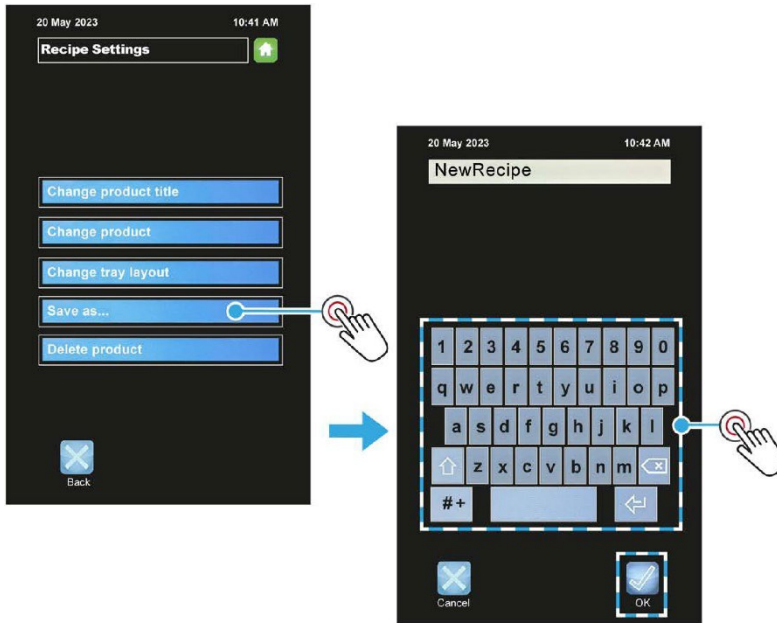 20 May 2023 10:41 AM
Recipe Settings
Change product title
Change product
Change tray layout
Save as...
Delete product
Back
20 May 2023 10:42 AM
NewRecipe
1 2 3 4 5 6 7 8 9 0
q w e r t y u i o p
a s d f g h j k l
z x c v b n m
#+
Cancel OK